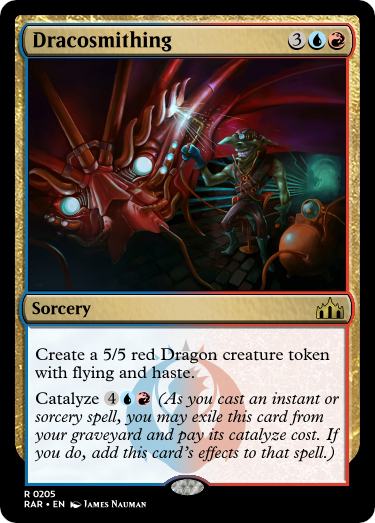 Dracosmithing 3
Sorcery
Create a 5/5 red Dragon creature token
with flying and haste.
Catalyze 4 (As you cast an instant or
sorcery spell, you may exile this card from
your graveyard and pay its catalyze cost. If
you do, add this card's effects to that spell.)
R 0205
RAR • EN JAMES NAUMAN